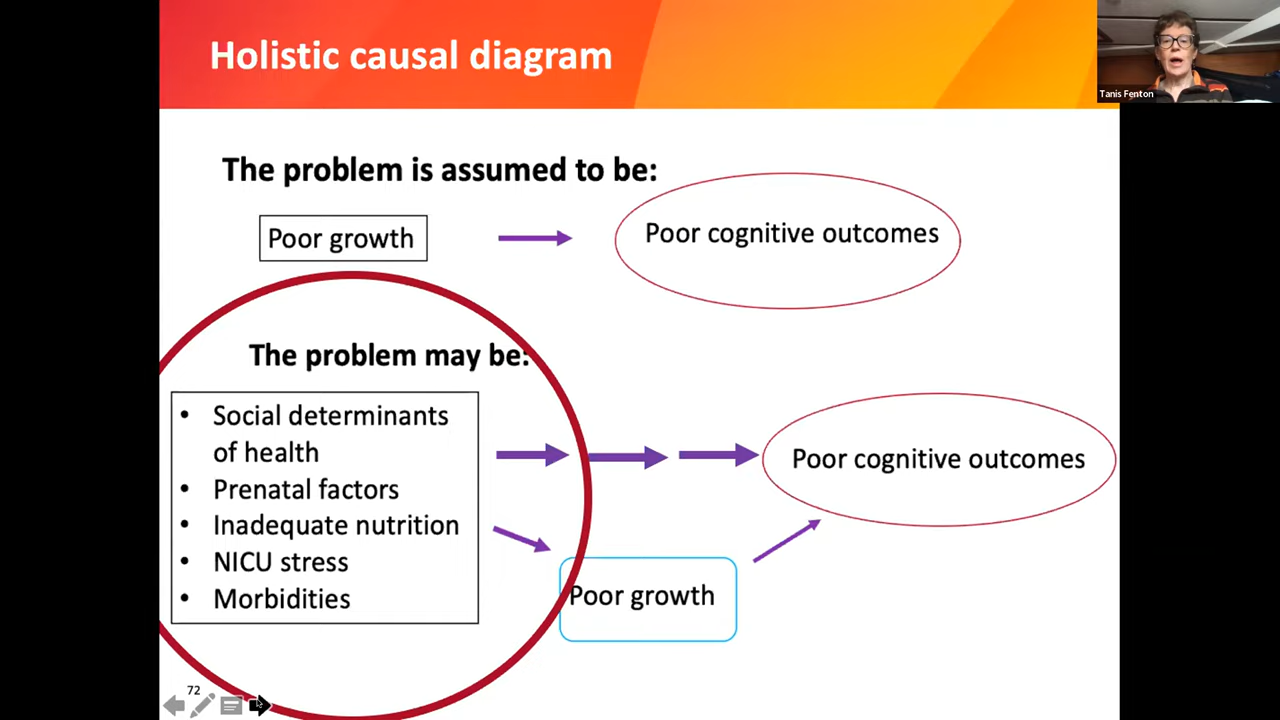 Holistic causal diagram
Tanis Fenton
The problem is assumed to be:
Poor growth
Poor cognitive outcomes
The problem may be:
• Social determinants
of health
• Prenatal factors
• Inadequate nutrition
• NICU stress
• Morbidities
Poor cognitive outcomes
Poor growth
72